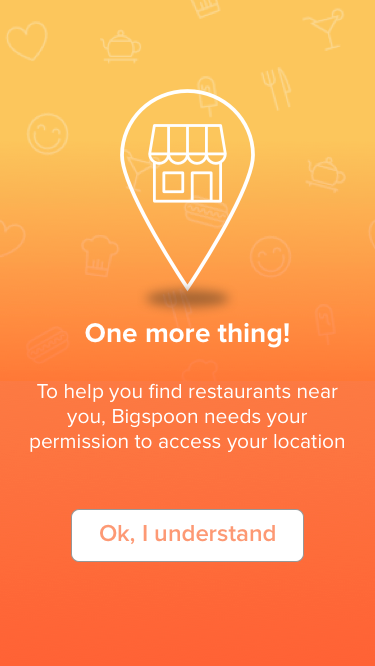 One more thing!
To help you find restaurants near
you, Bigspoon needs your
permission to access your location
Ok, I understand